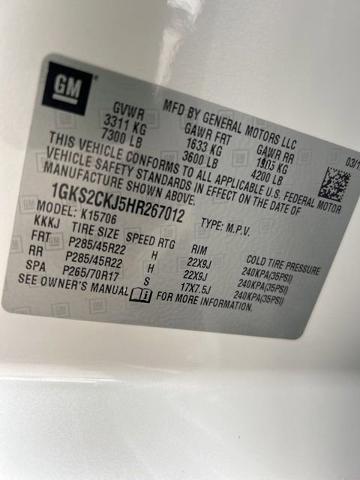 GM
MFD BY GENERAL MOTORS LLC
GVWR GAWR FRT GAWR RR
3311 KG 1633 KG 1905 KG
7300 LB 3600 LB 4200 LB
03/1
THIS VEHICLE CONFORMS TO ALL APPLICABLE U.S. FEDERAL
VEHICLE SAFETY STANDARDS IN EFFECT ON THE DATE OF
MANUFACTURE SHOWN ABOVE.
1GKS2CKJ5HR267012 TYPE: M.P.V.
MODEL: K15706
KKKJ TIRE SIZE SPEED RTG RIM COLD TIRE PRESSURE
FRT P285/45R22 H 22X9J 240KPA(35PSI)
RR P285/45R22 H 22X9J 240KPA(35PSI)
SPA P265/70R17 S 17X7.5J 240KPA(35PSI)
SEE OWNER'S MANUAL